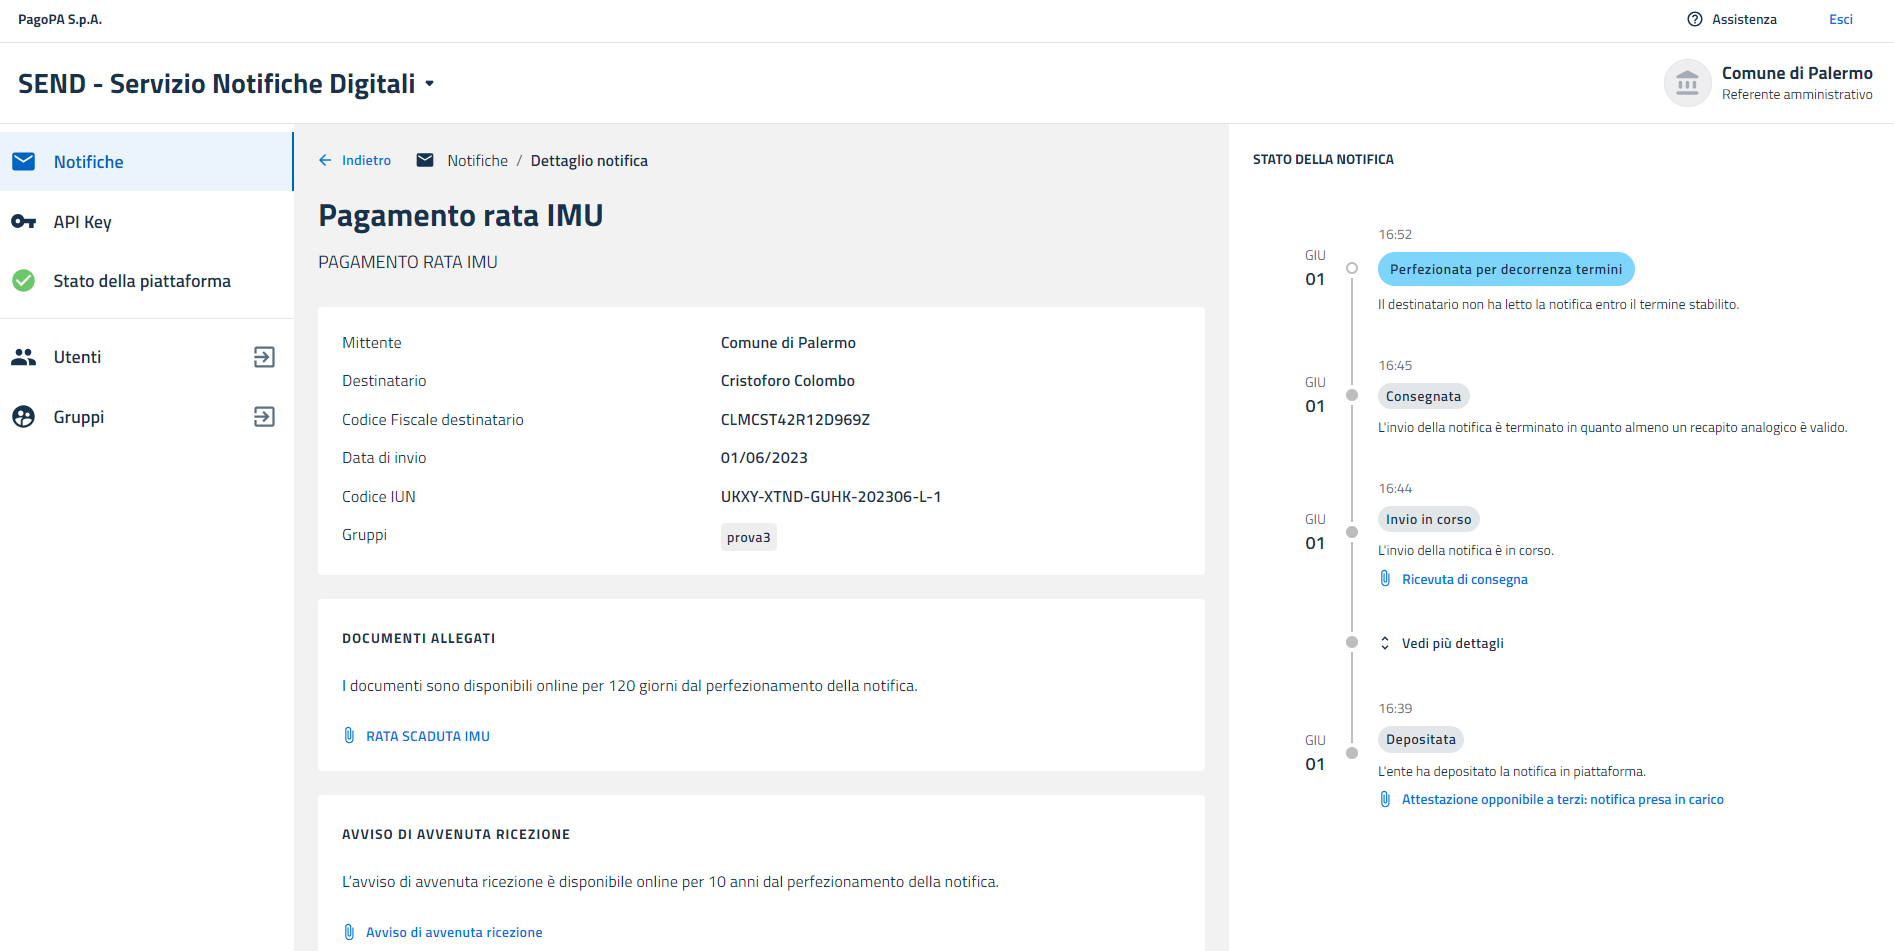 PagoPA S.p.A.
Assistenza
Esci
SEND - Servizio Notifiche Digitali
Comune di Palermo
Referente amministrativo
Notifiche
API Key
Stato della piattaforma
Utenti
Gruppi
Indietro
Notifiche / Dettaglio notifica
Pagamento rata IMU
PAGAMENTO RATA IMU
Mittente Comune di Palermo
Destinatario Cristoforo Colombo
Codice Fiscale destinatario CLMCST42R12D969Z
Data di invio 01/06/2023
Codice IUN UKXY-XTND-GUHK-202306-L-1
Gruppi prova3
DOCUMENTI ALLEGATI
I documenti sono disponibili online per 120 giorni dal perfezionamento della notifica.
RATA SCADUTA IMU
AVVISO DI AVVENUTA RICEZIONE
L'avviso di avvenuta ricezione è disponibile online per 10 anni dal perfezionamento della notifica.
Avviso di avvenuta ricezione
STATO DELLA NOTIFICA
16:52
GIU
01
Perfezionata per decorrenza termini
Il destinatario non ha letto la notifica entro il termine stabilito.
16:45
GIU
01
Consegnata
L'invio della notifica è terminato in quanto almeno un recapito analogico è valido.
16:44
GIU
01
Invio in corso
L'invio della notifica è in corso.
Ricevuta di consegna
Vedi più dettagli
16:39
GIU
01
Depositata
L'ente ha depositato la notifica in piattaforma.
Attestazione opponibile a terzi: notifica presa in carico